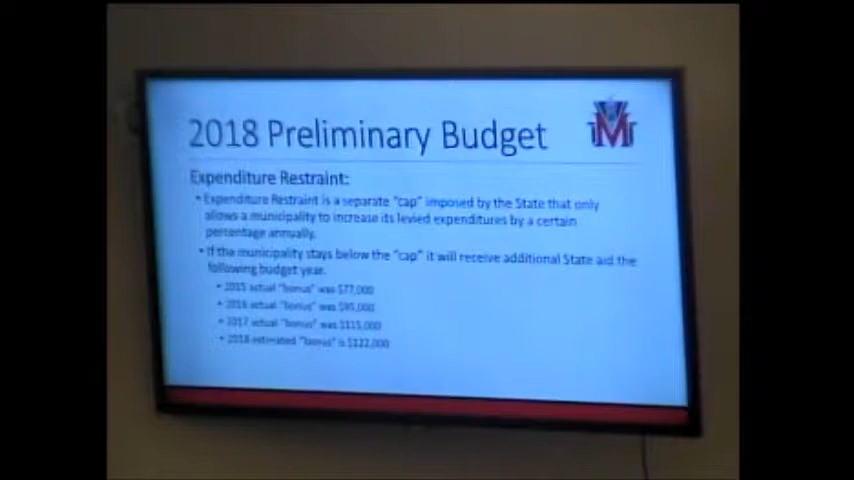 2018 Preliminary Budget
Expenditure Restraint:
• Expenditure Restraint is a separate "cap" imposed by the State that only
allows a municipality to increase its levied expenditures by a certain
percentage annually.
• If the municipality stays below the "cap" it will receive additional State aid the
following budget year.
• 2015 actual "bonus" was $77,000
• 2016 actual "bonus" was $95,000
• 2017 actual "bonus" was $115,000
• 2018 estimated "bonus" is $122,000